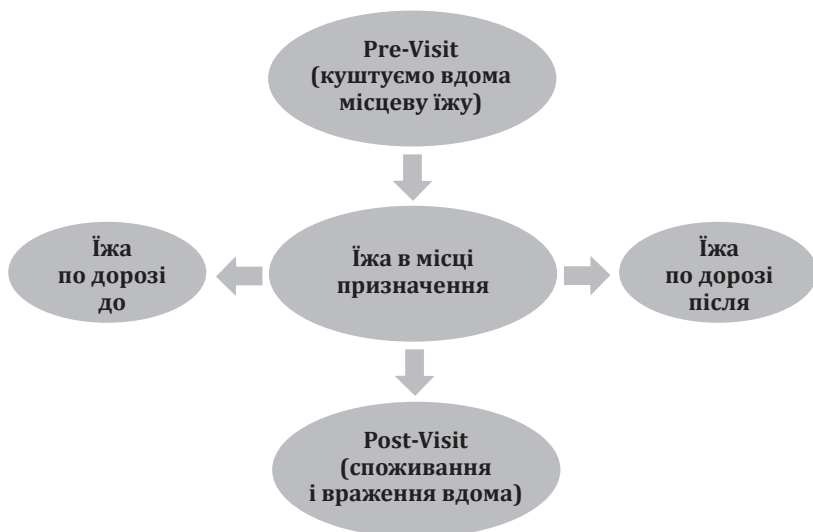 Pre-Visit
(куштуємо вдома
місцеву їжу)
Їжа
по дорозі
до
Їжа в місці
призначення
Їжа
по дорозі
після
Post-Visit
(споживання
і враження вдома)